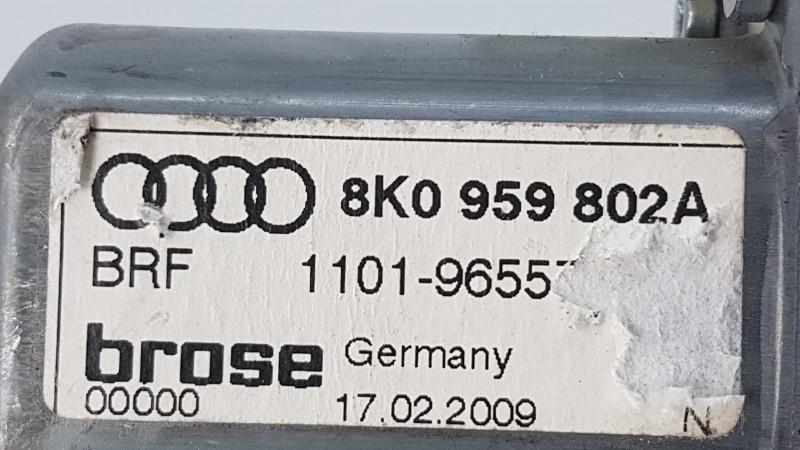 8K0 959 802A
BRF
brose Germany
00000 17.02.2009 N